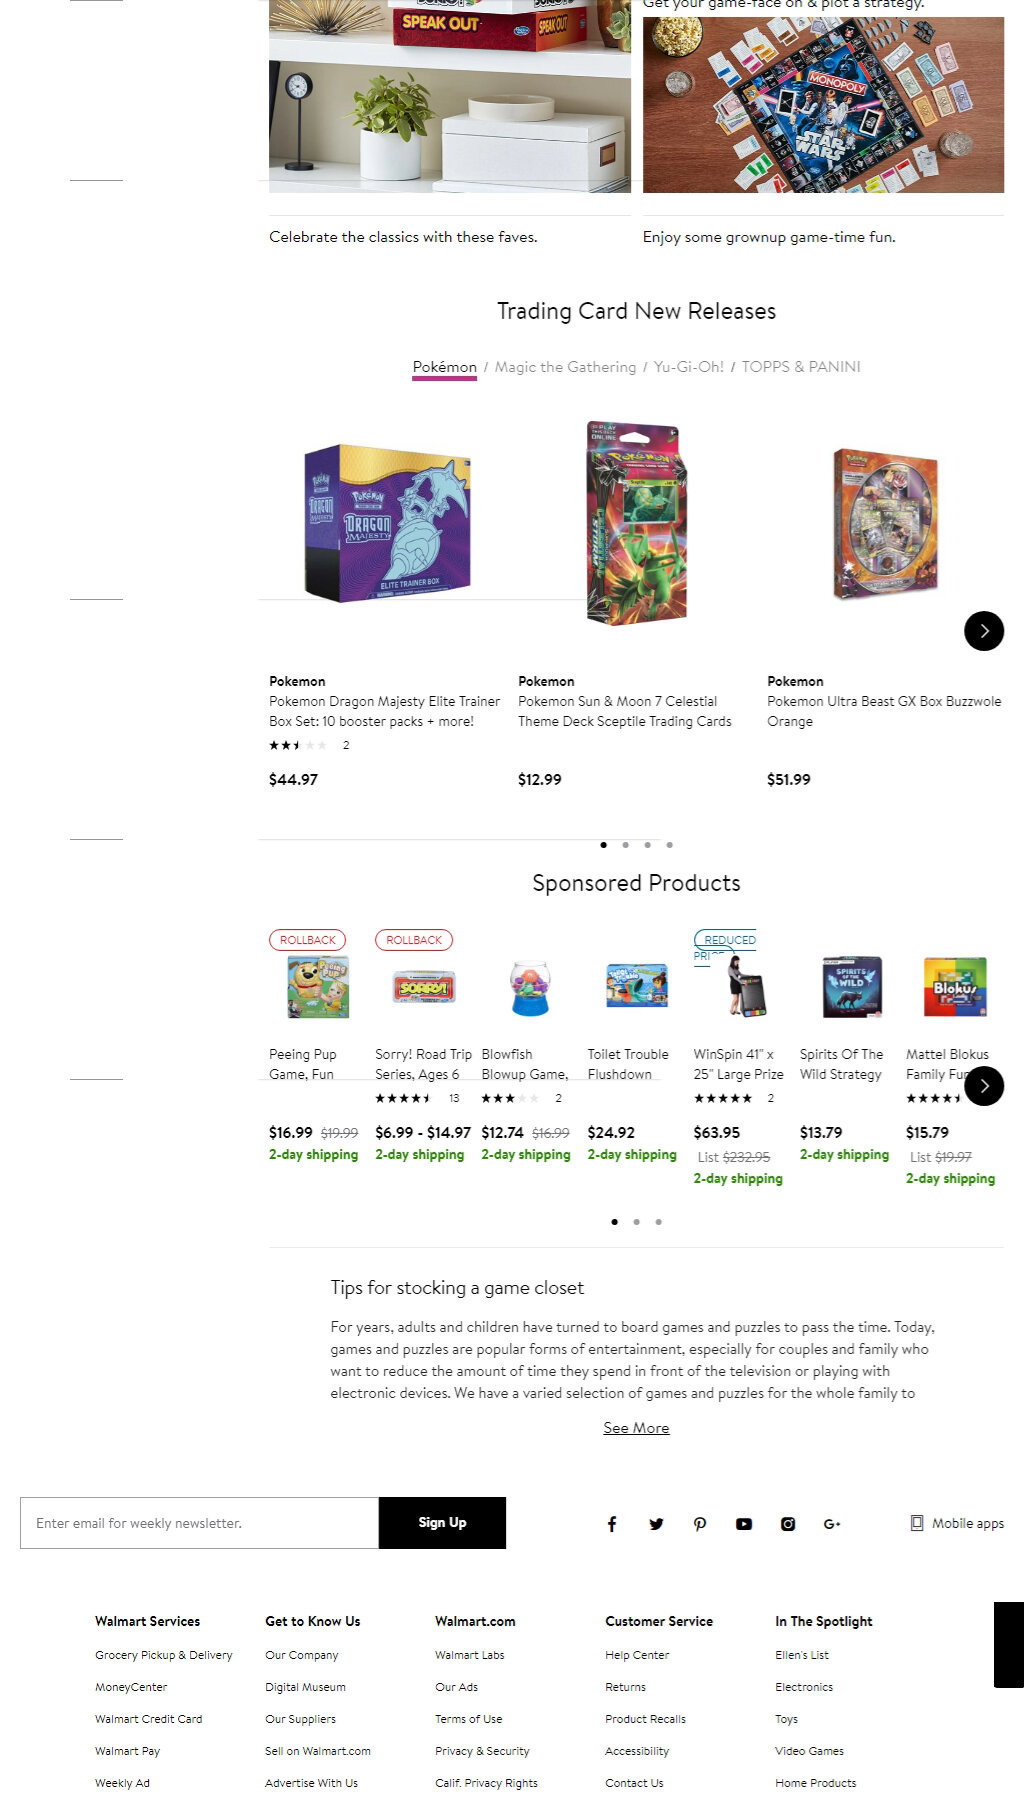 Get your game-face on & plot a strategy.
SPEAK OUT
MONOPOLY
STAR WARS
Celebrate the classics with these faves.
Enjoy some grownup game-time fun.
Trading Card New Releases
Pokémon / Magic the Gathering / Yu-Gi-Oh! / TOPPS & PANINI
POKÉMON
DRAGON
MAJESTY
ELITE TRAINER BOX
Pokemon
Pokemon Dragon Majesty Elite Trainer
Box Set: 10 booster packs + more!
2
$44.97
Pokemon
Pokemon Sun & Moon 7 Celestial
Theme Deck Sceptile Trading Cards
$12.99
Pokemon
Pokemon Ultra Beast GX Box Buzzwole
Orange
$51.99
Sponsored Products
ROLLBACK
Peeing Pup
Game, Fun
$16.99 $19.99
2-day shipping
ROLLBACK
SORRY!
Sorry! Road Trip
Series, Ages 6
13
$6.99 - $14.97
2-day shipping
Blowfish
Blowup Game,
2
$12.74 $16.99
2-day shipping
Toilet Trouble
Flushdown
$24.92
2-day shipping
REDUCED
PRICE
WinSpin 41" x
25" Large Prize
2
$63.95
List $232.95
2-day shipping
SPIRITS
OF THE
WILD
Spirits Of The
Wild Strategy
$13.79
2-day shipping
Blokus
Mattel Blokus
Family Fun
$15.79
List $19.97
2-day shipping
Tips for stocking a game closet
For years, adults and children have turned to board games and puzzles to pass the time. Today,
games and puzzles are popular forms of entertainment, especially for couples and family who
want to reduce the amount of time they spend in front of the television or playing with
electronic devices. We have a varied selection of games and puzzles for the whole family to
See More
Enter email for weekly newsletter.
Sign Up
Mobile apps
Walmart Services
Grocery Pickup & Delivery
MoneyCenter
Walmart Credit Card
Walmart Pay
Weekly Ad
Get to Know Us
Our Company
Digital Museum
Our Suppliers
Sell on Walmart.com
Advertise With Us
Walmart.com
Walmart Labs
Our Ads
Terms of Use
Privacy & Security
Calif. Privacy Rights
Customer Service
Help Center
Returns
Product Recalls
Accessibility
Contact Us
In The Spotlight
Ellen's List
Electronics
Toys
Video Games
Home Products